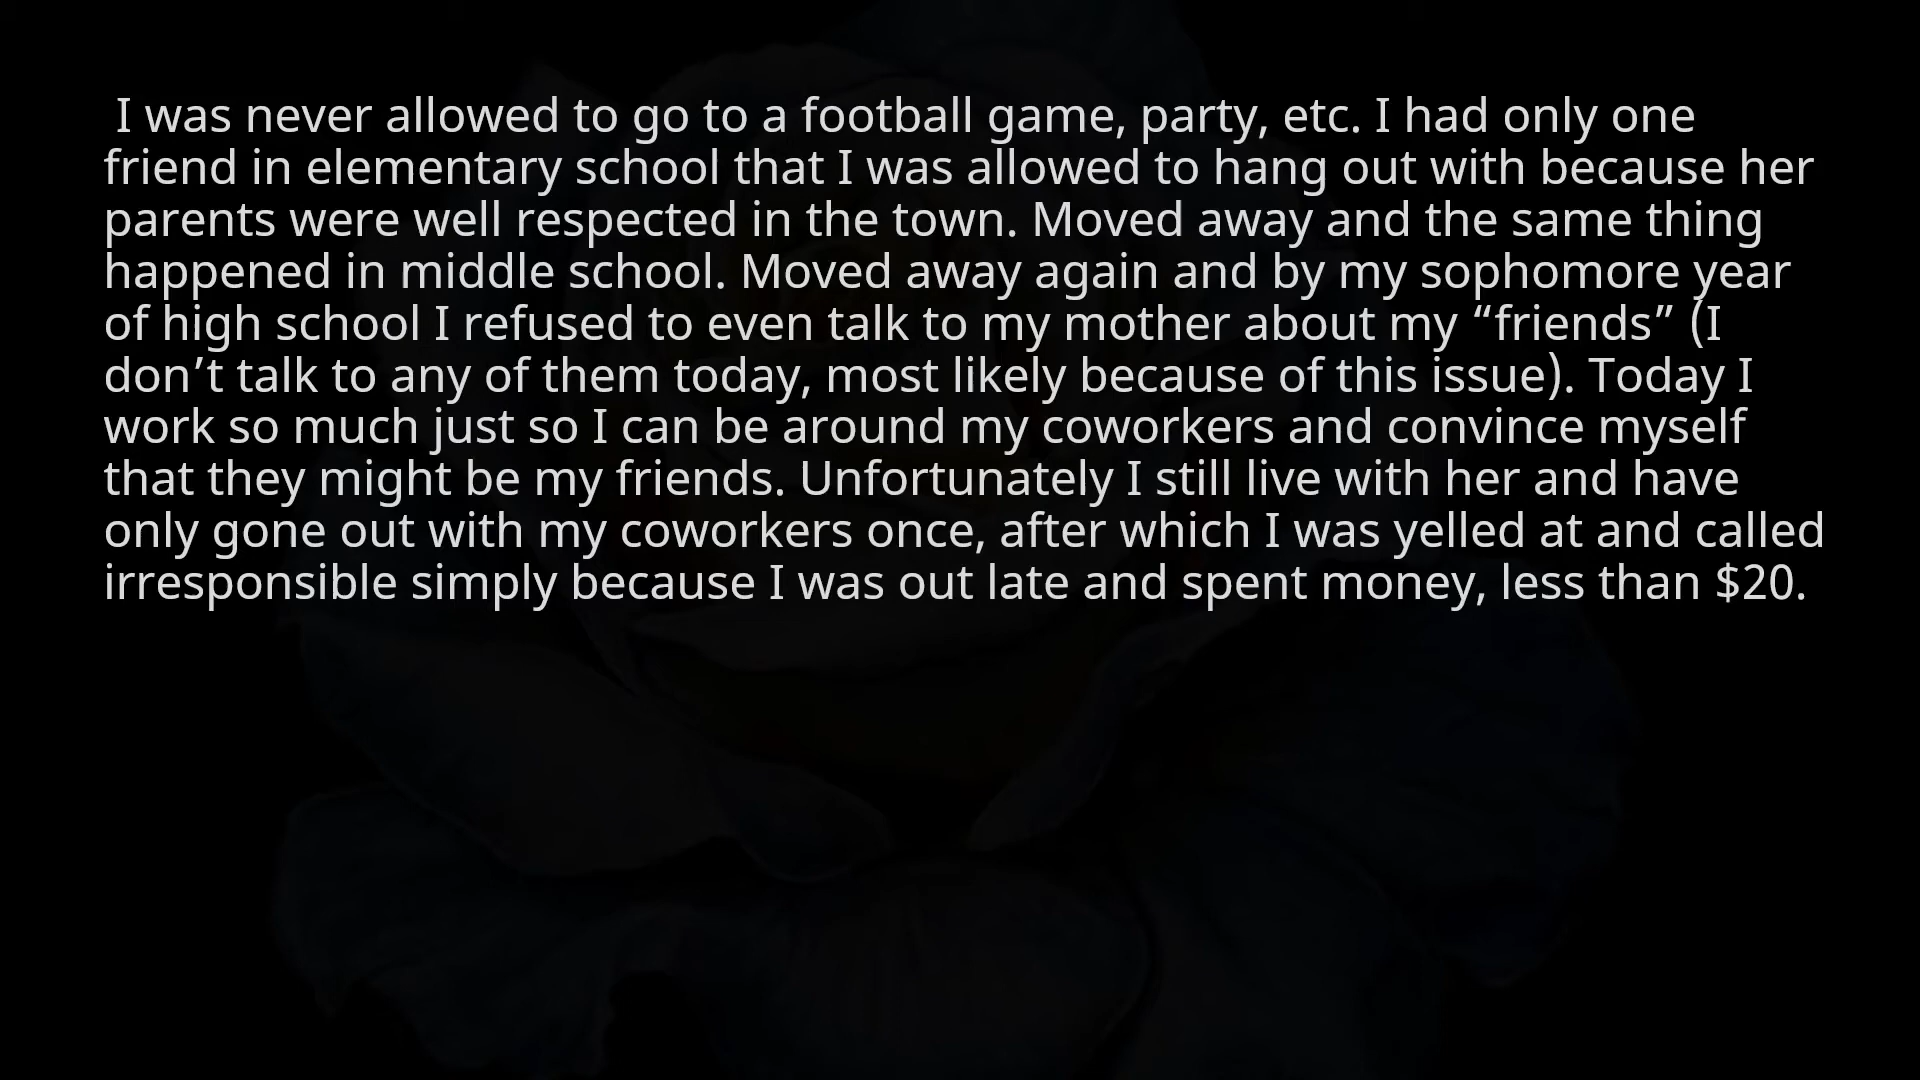 I was never allowed to go to a football game, party, etc. I had only one
friend in elementary school that I was allowed to hang out with because her
parents were well respected in the town. Moved away and the same thing
happened in middle school. Moved away again and by my sophomore year
of high school I refused to even talk to my mother about my “friends” (I
don’t talk to any of them today, most likely because of this issue). Today I
work so much just so I can be around my coworkers and convince myself
that they might be my friends. Unfortunately I still live with her and have
only gone out with my coworkers once, after which I was yelled at and called
irresponsible simply because I was out late and spent money, less than $20.